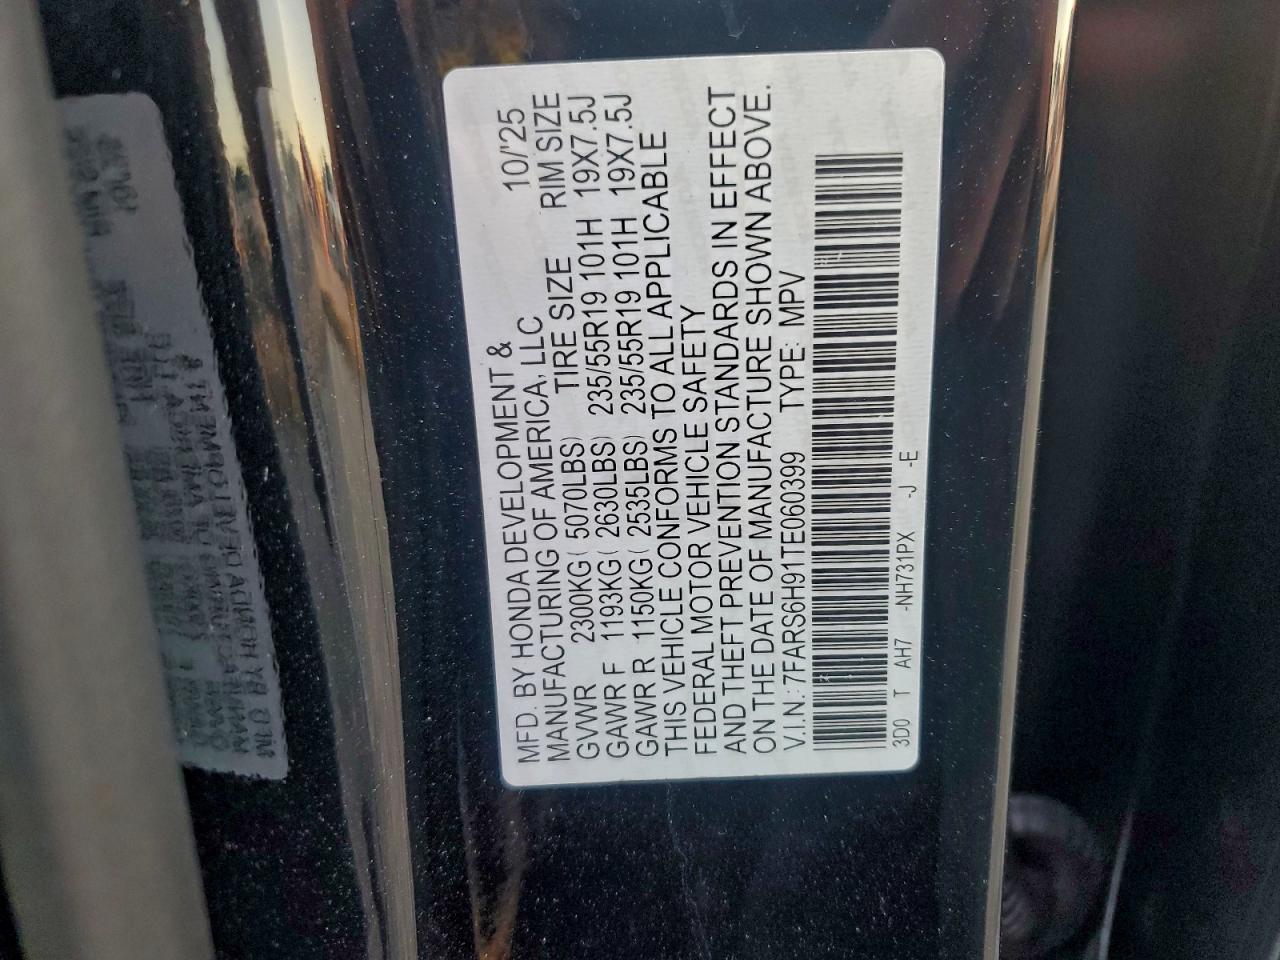 MFD. BY HONDA DEVELOPMENT & 10/'25
MANUFACTURING OF AMERICA, LLC TIRE SIZE RIM SIZE
GVWR 2300KG ( 5070LBS) 235/55R19 101H 19X7.5J
GAWR F 1193KG ( 2630LBS) 235/55R19 101H 19X7.5J
GAWR R 1150KG ( 2535LBS)
THIS VEHICLE CONFORMS TO ALL APPLICABLE
FEDERAL MOTOR VEHICLE SAFETY
AND THEFT PREVENTION STANDARDS IN EFFECT
ON THE DATE OF MANUFACTURE SHOWN ABOVE.
V.I.N.: 7FARS6H91TE060399 TYPE: MPV
3D0 T AH7 -NH731PX -J -E